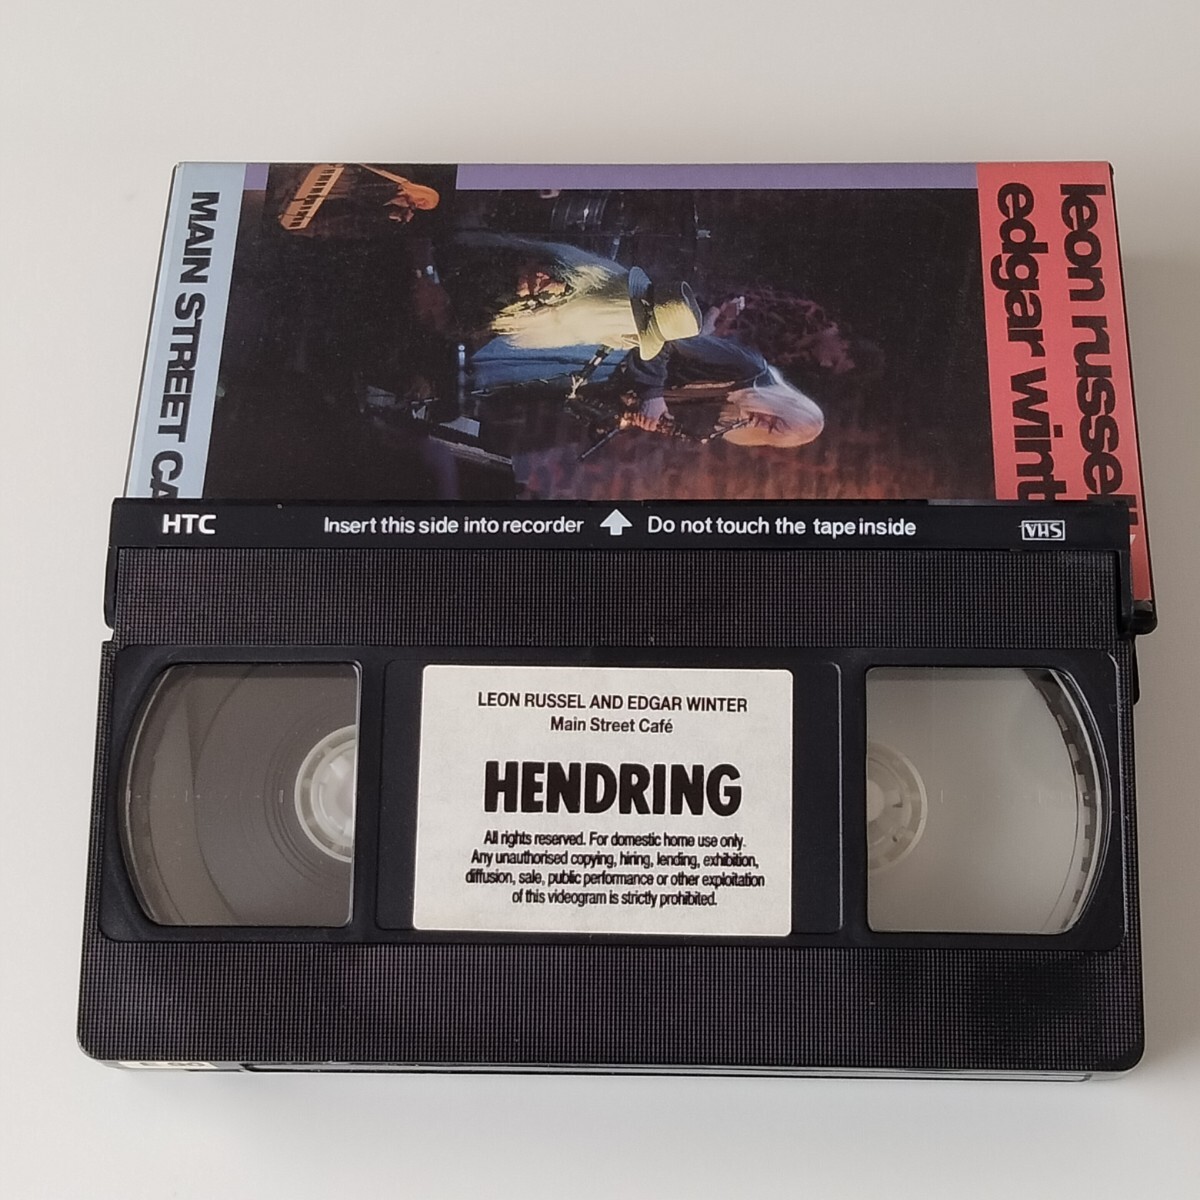 leon russell
edgar wint
MAIN STREET CA
HTC Insert this side into recorder Do not touch the tape inside VHS
LEON RUSSEL AND EDGAR WINTER
Main Street Café
HENDRING
All rights reserved. For domestic home use only.
Any unauthorised copying, hiring, lending, exhibition,
diffusion, sale, public performance or other exploitation
of this videogram is strictly prohibited.